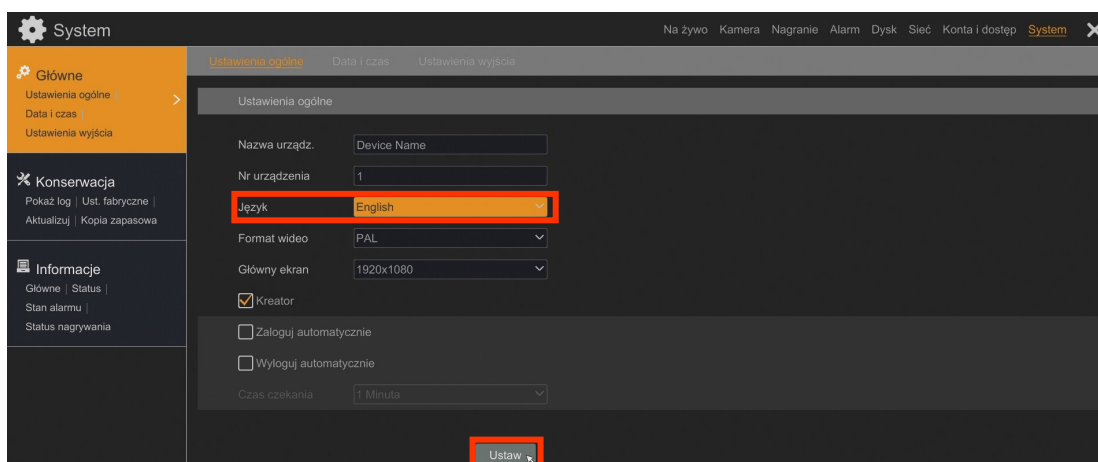 System
Na żywo Kamera Nagranie Alarm Dysk Sieć Konta i dostęp System
Główne
Ustawienia ogólne |
Data i czas |
Ustawienia wyjścia
Konserwacja
Pokaż log | Ust. fabryczne |
Aktualizuj | Kopia zapasowa
Informacje
Główne | Status |
Stan alarmu |
Status nagrywania
Ustawienia ogólne Data i czas Ustawienia wyjścia
Ustawienia ogólne
Nazwa urządz. Device Name
Nr urządzenia 1
Język English
Format wideo PAL
Główny ekran 1920x1080
Kreator
Zaloguj automatycznie
Wyloguj automatycznie
Czas czekania 1 Minuta
Ustaw